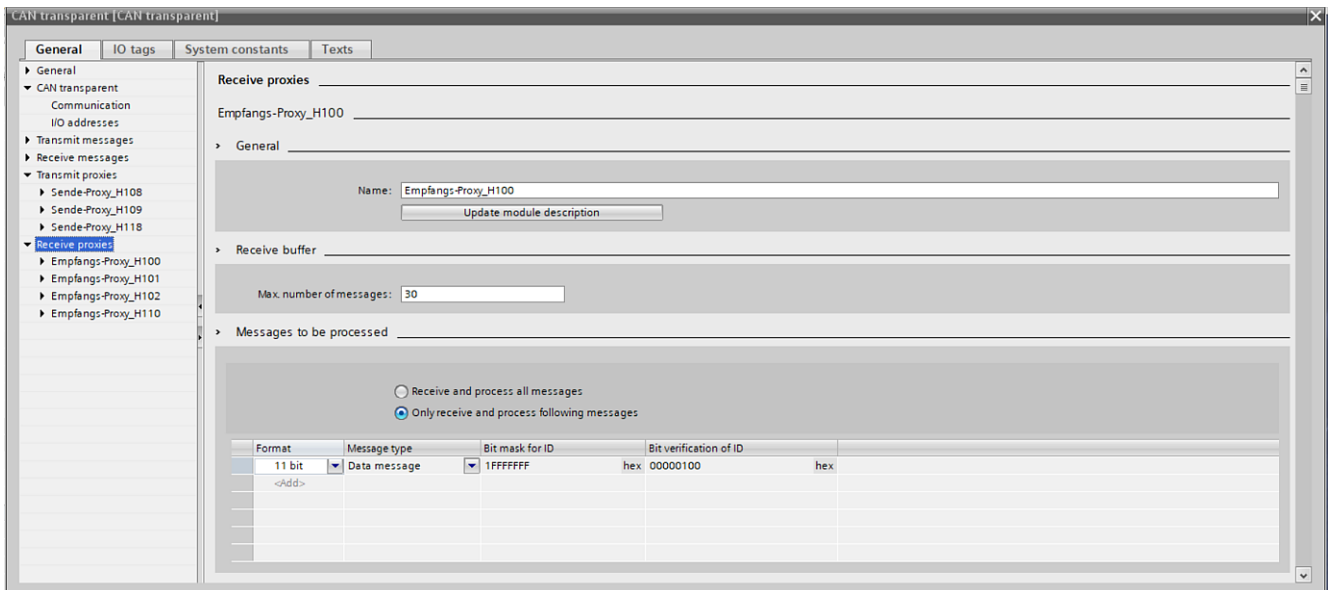 CAN transparent [CAN transparent]
General IO tags System constants Texts
General
CAN transparent
Communication
I/O addresses
Transmit messages
Receive messages
Transmit proxies
Sende-Proxy_H108
Sende-Proxy_H109
Sende-Proxy_H118
Receive proxies
Empfangs-Proxy_H100
Empfangs-Proxy_H101
Empfangs-Proxy_H102
Empfangs-Proxy_H110
Receive proxies
Empfangs-Proxy_H100
General
Name: Empfangs-Proxy_H100
Update module description
Receive buffer
Max. number of messages: 30
Messages to be processed
Receive and process all messages
Only receive and process following messages
Format Message type Bit mask for ID Bit verification of ID
11 bit Data message 1FFFFFFF hex 00000100 hex
<Add>